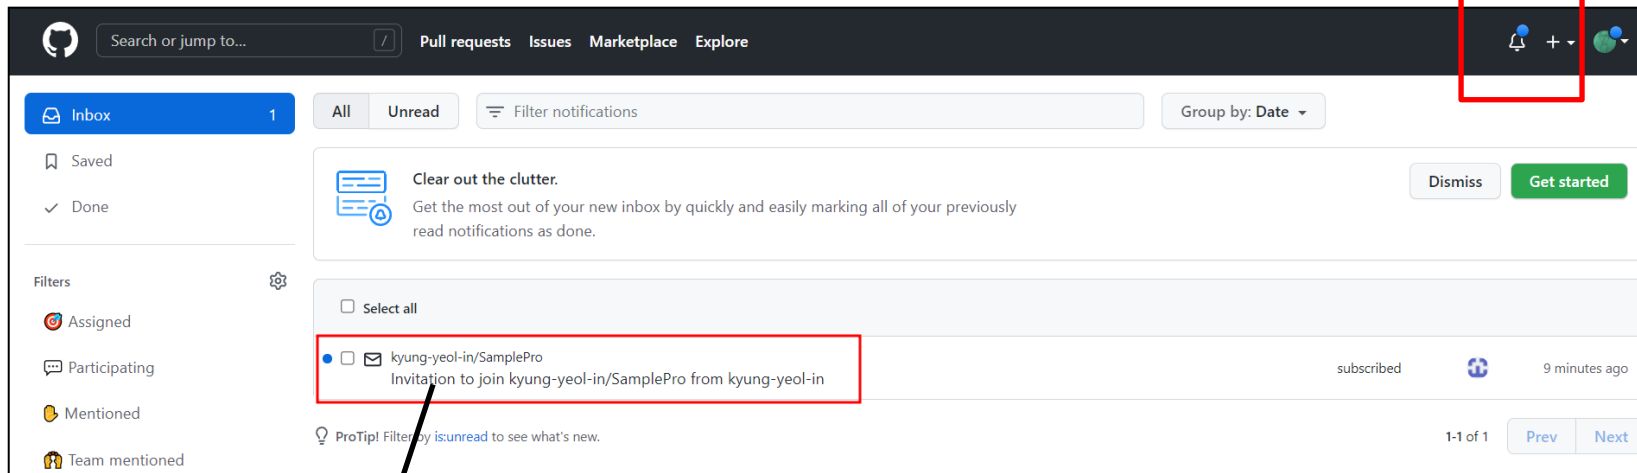 Search or jump to... / Pull requests Issues Marketplace Explore
Inbox 1
Saved
Done
Filters
Assigned
Participating
Mentioned
Team mentioned
All Unread Filter notifications Group by: Date
Clear out the clutter.
Get the most out of your new inbox by quickly and easily marking all of your previously
read notifications as done.
Dismiss Get started
Select all
kyung-yeol-in/SamplePro
Invitation to join kyung-yeol-in/SamplePro from kyung-yeol-in
subscribed 9 minutes ago
ProTip! Filter by is:unread to see what's new.
1-1 of 1 Prev Next